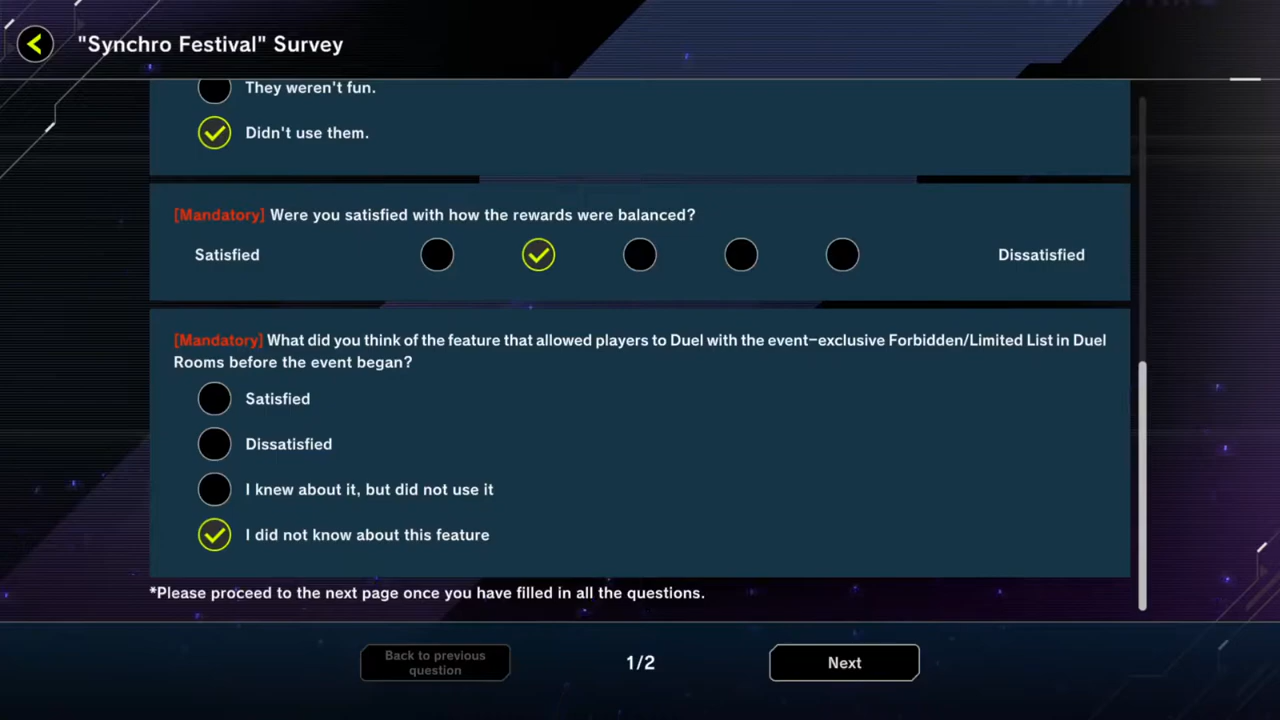 "Synchro Festival" Survey
They weren't fun.
Didn't use them.
[Mandatory] Were you satisfied with how the rewards were balanced?
Satisfied
Dissatisfied
[Mandatory] What did you think of the feature that allowed players to Duel with the event-exclusive Forbidden/Limited List in Duel
Rooms before the event began?
Satisfied
Dissatisfied
I knew about it, but did not use it
I did not know about this feature
*Please proceed to the next page once you have filled in all the questions.
Back to previous
question
1/2
Next